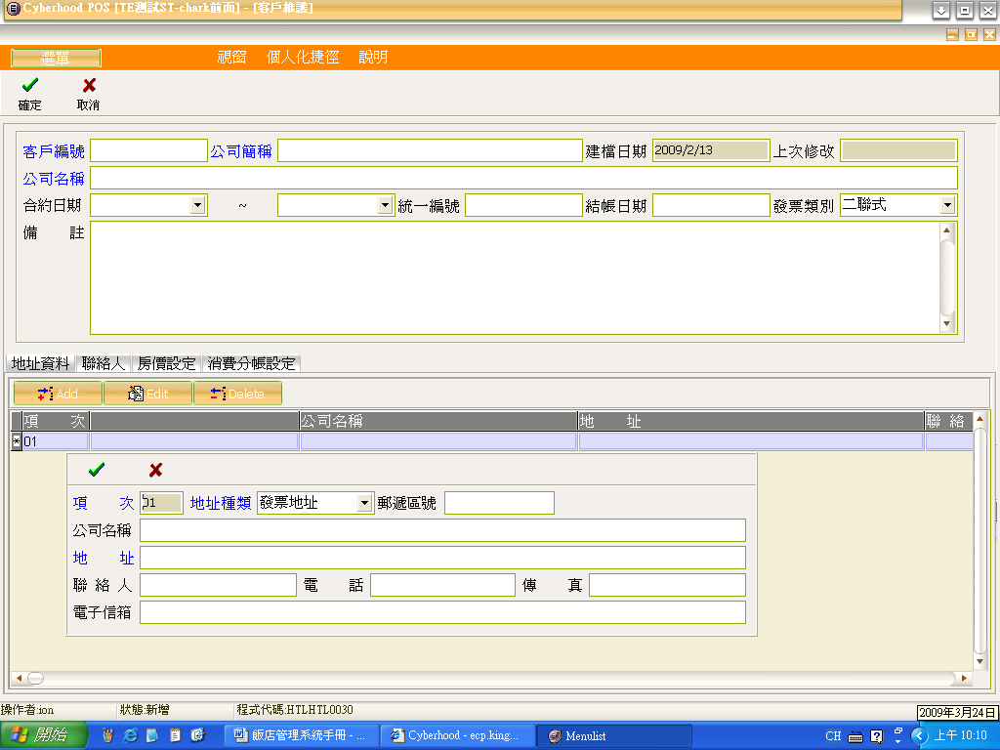 Cyberhood POS [TE測試ST-chark前面] - [客戶維護]
選單 視窗 個人化捷徑 說明
確定 取消
客戶編號 公司簡稱 建檔日期 2009/2/13 上次修改
公司名稱
合約日期 ~ 統一編號 結帳日期 發票類別 二聯式
備 註
地址資料 聯絡人 房價設定 消費分帳設定
Add Edit Delete
項 次 公司名稱 地 址 聯 絡
* 01
項 次 01 地址種類 發票地址 郵遞區號
公司名稱
地 址
聯 絡 人 電 話 傳 真
電子信箱
操作者:ion 狀態:新增 程式代碼:HTLHTL0030
2009年3月24日
開始 飯店管理系統手冊 - ... Cyberhood - ecp.king... Menulist CH 上午 10:10